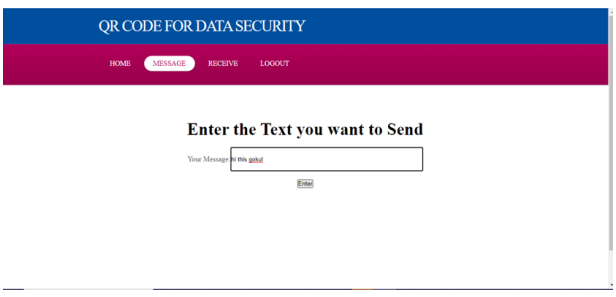 QR CODE FOR DATA SECURITY
HOME MESSAGE RECEIVE LOGOUT
Enter the Text you want to Send
Your Message hi this gokul
Enter